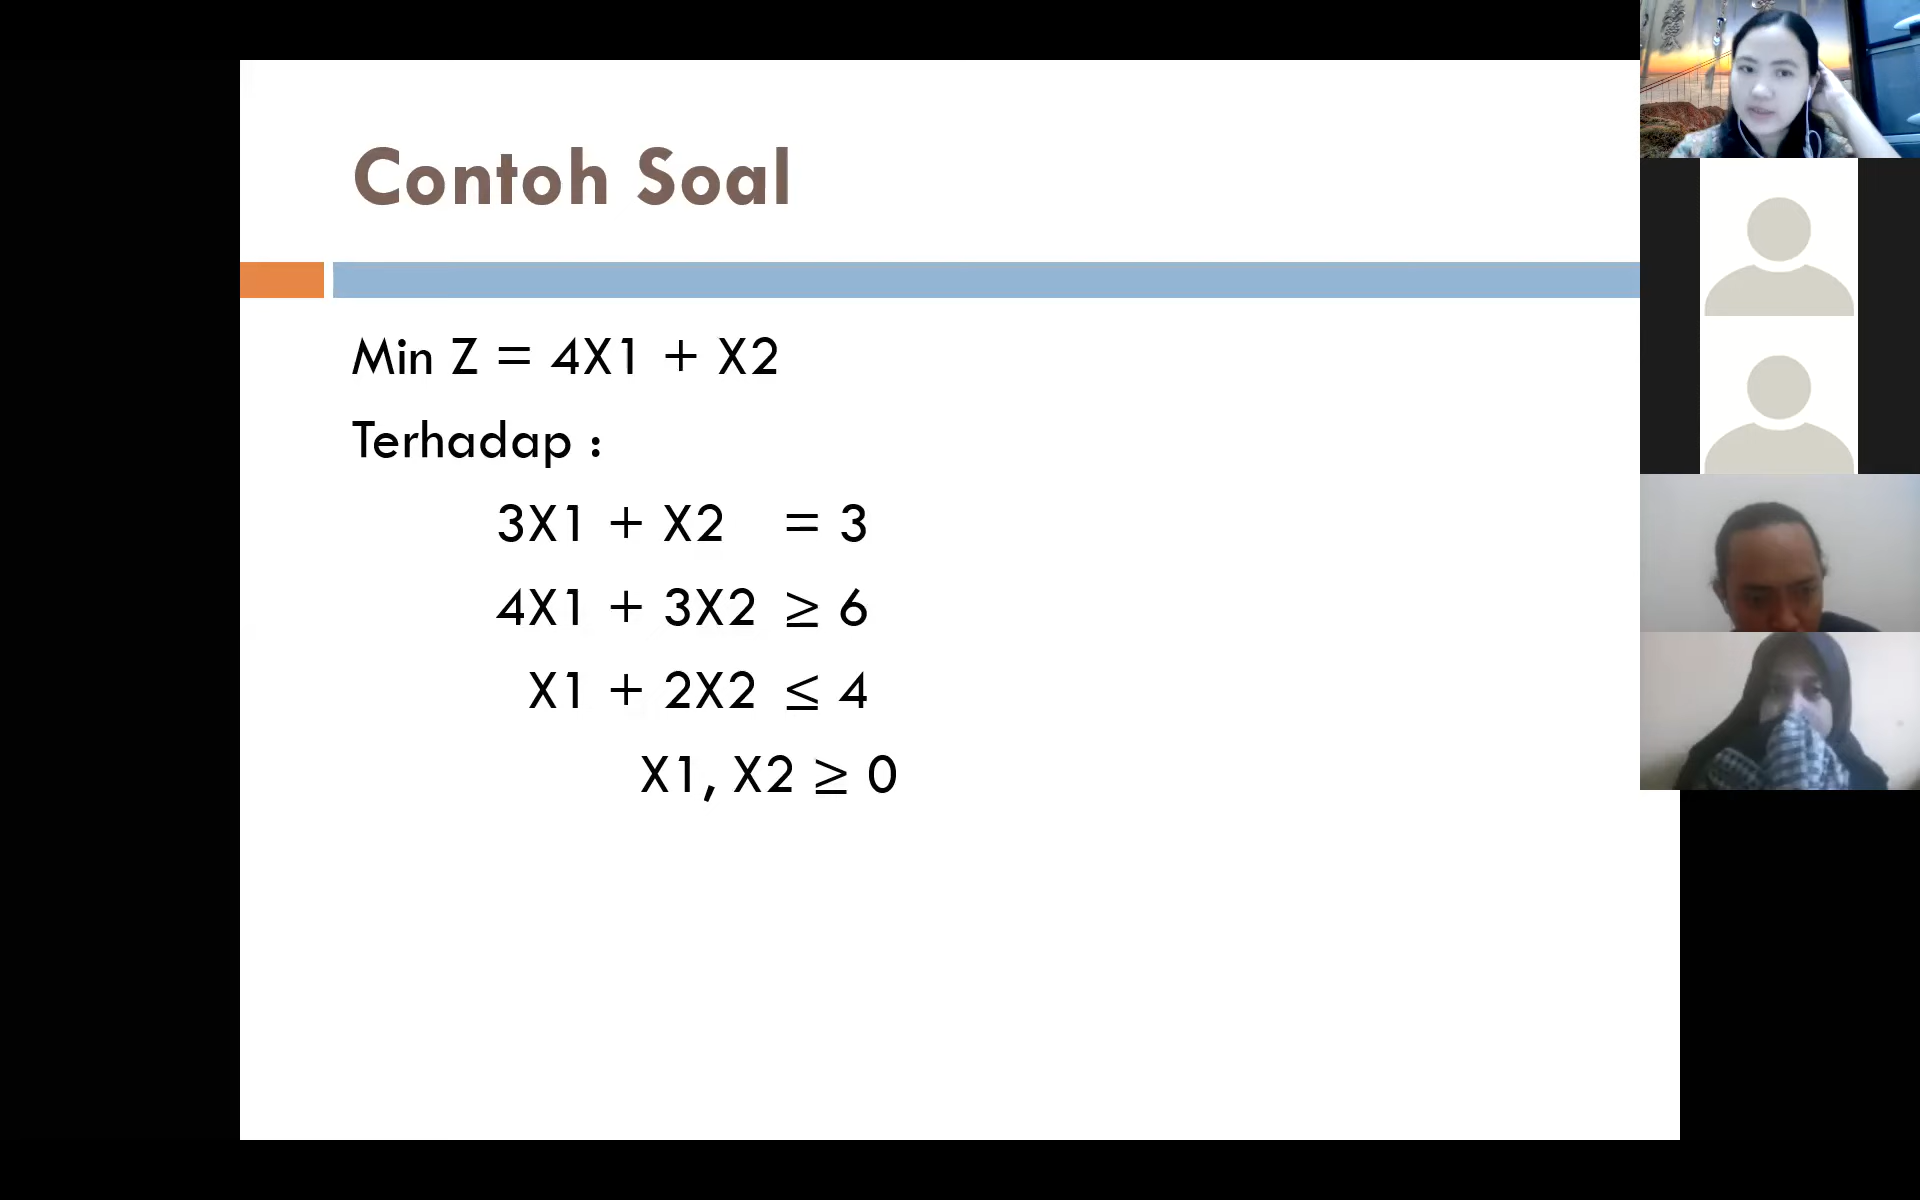 Contoh Soal
Min Z = 4X1 + X2
Terhadap :
3X1 + X2 = 3
4X1 + 3X2 ≥ 6
X1 + 2X2 ≤ 4
X1, X2 ≥ 0